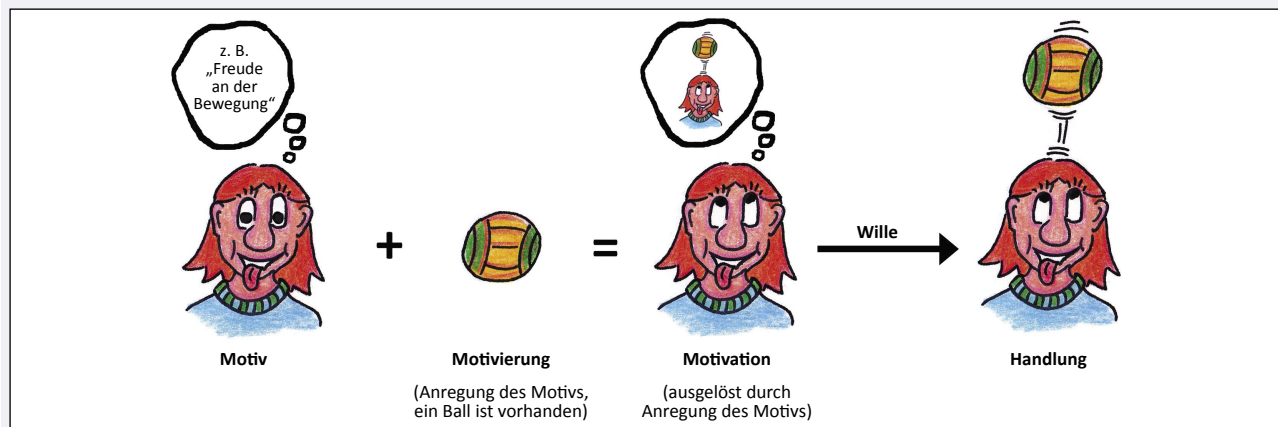 z. B.
„Freude
an der
Bewegung“
+
=
Wille
Motiv
Motivierung
(Anregung des Motivs,
ein Ball ist vorhanden)
Motivation
(ausgelöst durch
Anregung des Motivs)
Handlung